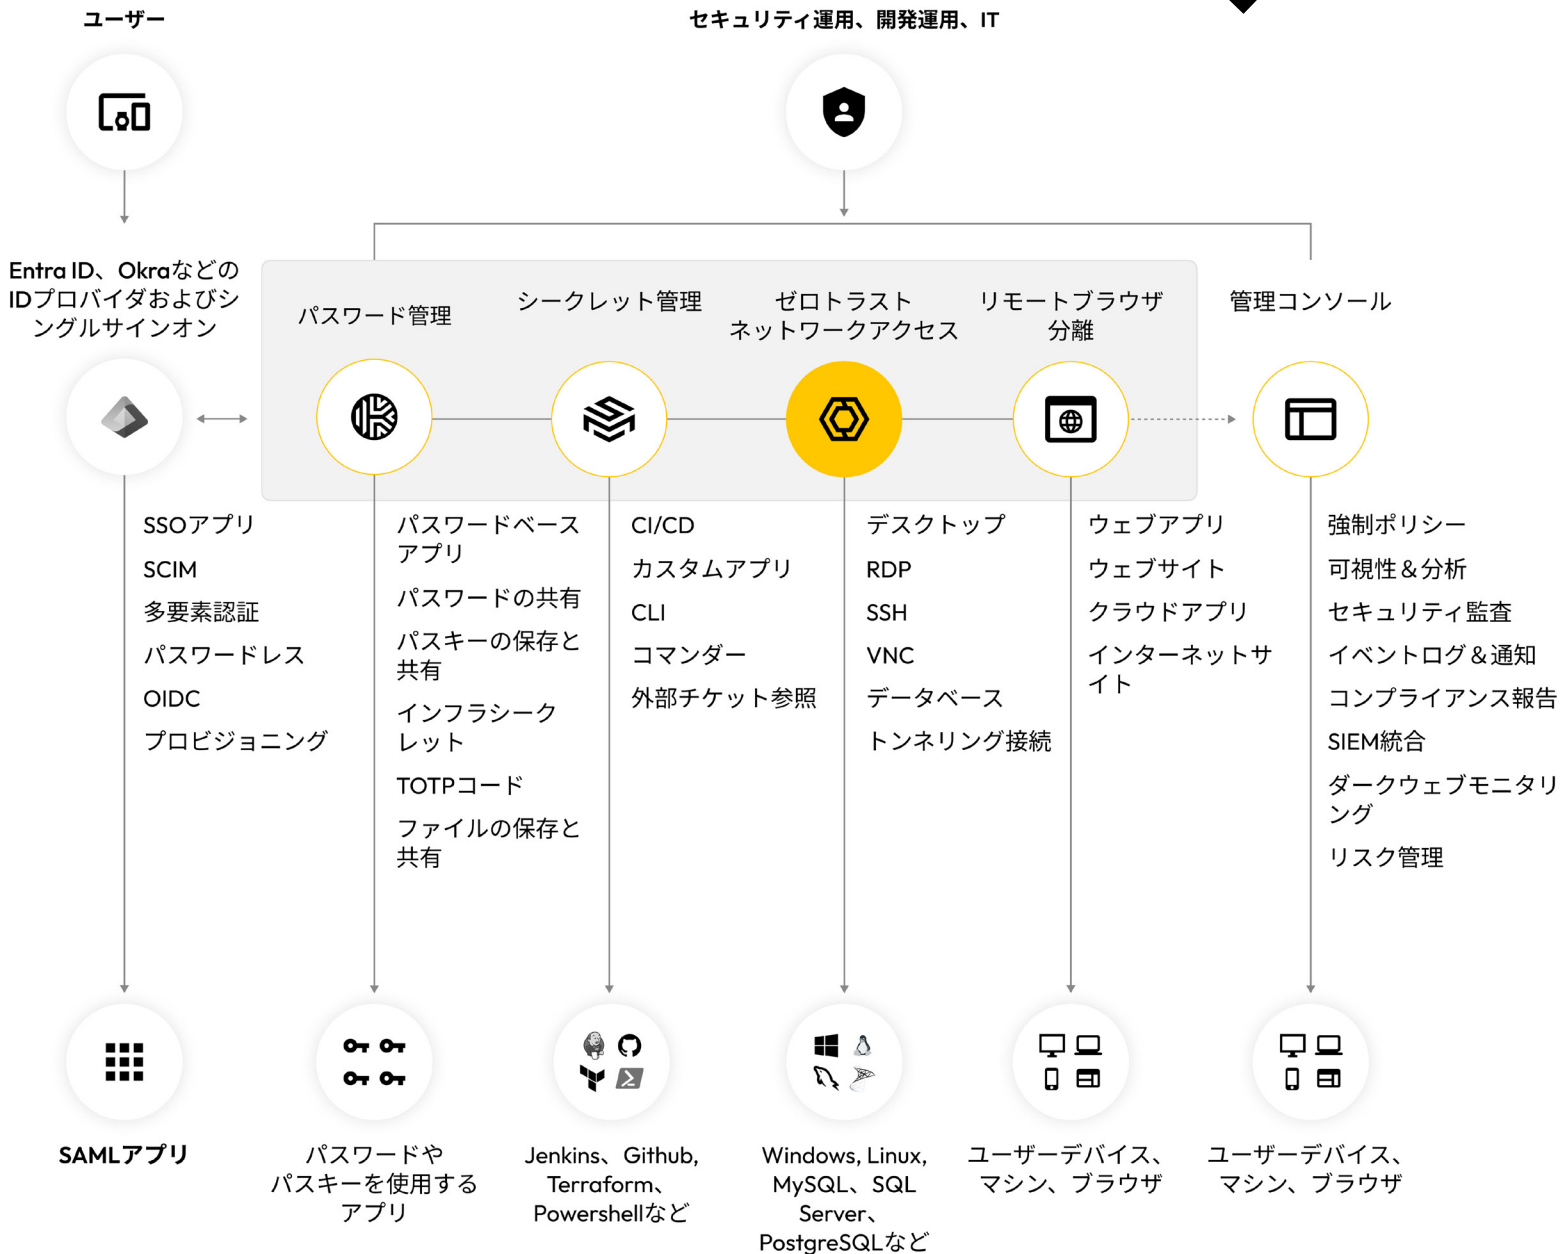 ユーザー
セキュリティ運用、開発運用、IT
Entra ID、Okraなどの
IDプロバイダおよびシ
ングルサインオン
パスワード管理
シークレット管理
ゼロトラスト
ネットワークアクセス
リモートブラウザ
分離
管理コンソール
SSOアプリ
SCIM
多要素認証
パスワードレス
OIDC
プロビジョニング
パスワードベース
アプリ
パスワードの共有
パスキーの保存と
共有
インフラシーク
レット
TOTPコード
ファイルの保存と
共有
CI/CD
カスタムアプリ
CLI
コマンダー
外部チケット参照
デスクトップ
RDP
SSH
VNC
データベース
トンネリング接続
ウェブアプリ
ウェブサイト
クラウドアプリ
インターネットサ
イト
強制ポリシー
可視性＆分析
セキュリティ監査
イベントログ＆通知
コンプライアンス報告
SIEM統合
ダークウェブモニタリ
ング
リスク管理
SAMLアプリ
パスワードや
パスキーを使用する
アプリ
Jenkins、Github,
Terraform、
Powershellなど
Windows, Linux,
MySQL、SQL
Server、
PostgreSQLなど
ユーザーデバイス、
マシン、ブラウザ
ユーザーデバイス、
マシン、ブラウザ